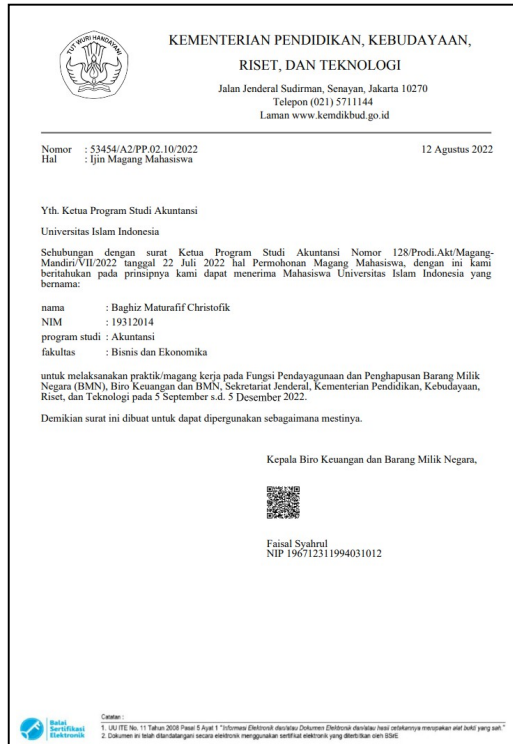 TUT WURI HANDAYANI
KEMENTERIAN PENDIDIKAN, KEBUDAYAAN,
RISET, DAN TEKNOLOGI
Jalan Jenderal Sudirman, Senayan, Jakarta 10270
Telepon (021) 5711144
Laman www.kemdikbud.go.id
Nomor : 53454/A2/PP.02.10/2022 12 Agustus 2022
Hal : Ijin Magang Mahasiswa
Yth. Ketua Program Studi Akuntansi
Universitas Islam Indonesia
Sehubungan dengan surat Ketua Program Studi Akuntansi Nomor 128/Prodi.Akt/Magang-
Mandiri/VII/2022 tanggal 22 Juli 2022 hal Permohonan Magang Mahasiswa, dengan ini kami
beritahukan pada prinsipnya kami dapat menerima Mahasiswa Universitas Islam Indonesia yang
bernama:
nama : Baghiz Maturafif Christofik
NIM : 19312014
program studi : Akuntansi
fakultas : Bisnis dan Ekonomika
untuk melaksanakan praktik/magang kerja pada Fungsi Pendayagunaan dan Penghapusan Barang Milik
Negara (BMN), Biro Keuangan dan BMN, Sekretariat Jenderal, Kementerian Pendidikan, Kebudayaan,
Riset, dan Teknologi pada 5 September s.d. 5 Desember 2022.
Demikian surat ini dibuat untuk dapat dipergunakan sebagaimana mestinya.
Kepala Biro Keuangan dan Barang Milik Negara,
Faisal Syahrul
NIP 196712311994031012
Balai
Sertifikasi
Elektronik
Catatan :
1. UU ITE No. 11 Tahun 2008 Pasal 5 Ayat 1 "Informasi Elektronik dan/atau Dokumen Elektronik dan/atau hasil cetakannya merupakan alat bukti yang sah."
2. Dokumen ini telah ditandatangani secara elektronik menggunakan sertifikat elektronik yang diterbitkan oleh BSrE